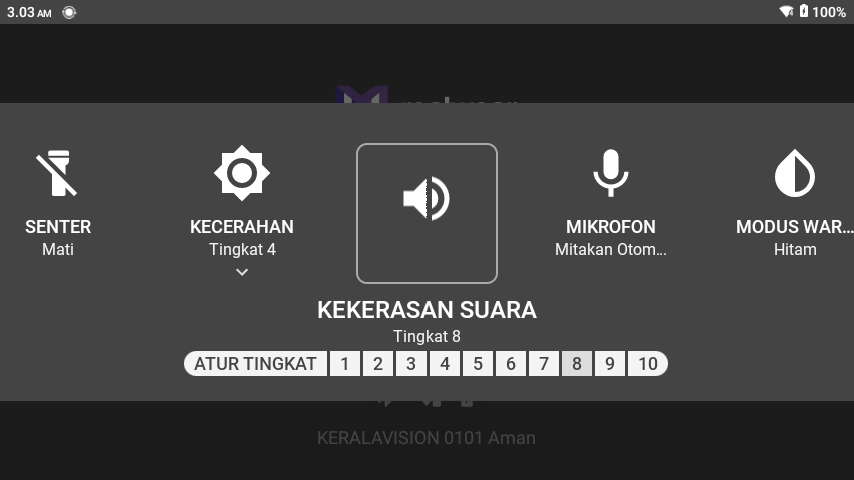 3.03 AM
100%
SENTER
Mati
KECERAHAN
Tingkat 4
MIKROFON
Mitakan Otom...
MODUS WAR...
Hitam
KEKERASAN SUARA
Tingkat 8
ATUR TINGKAT 1 2 3 4 5 6 7 8 9 10
KERALAVISION 0101 Aman